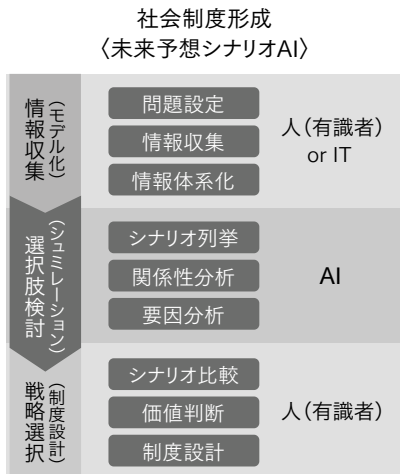 社会制度形成
〈未来予想シナリオAI〉
情報収集
(モデル化)
問題設定
情報収集
情報体系化
人(有識者)
or IT
選択肢検討
(シュミレーション)
シナリオ列挙
関係性分析
要因分析
AI
戦略選択
(制度設計)
シナリオ比較
価値判断
制度設計
人(有識者)